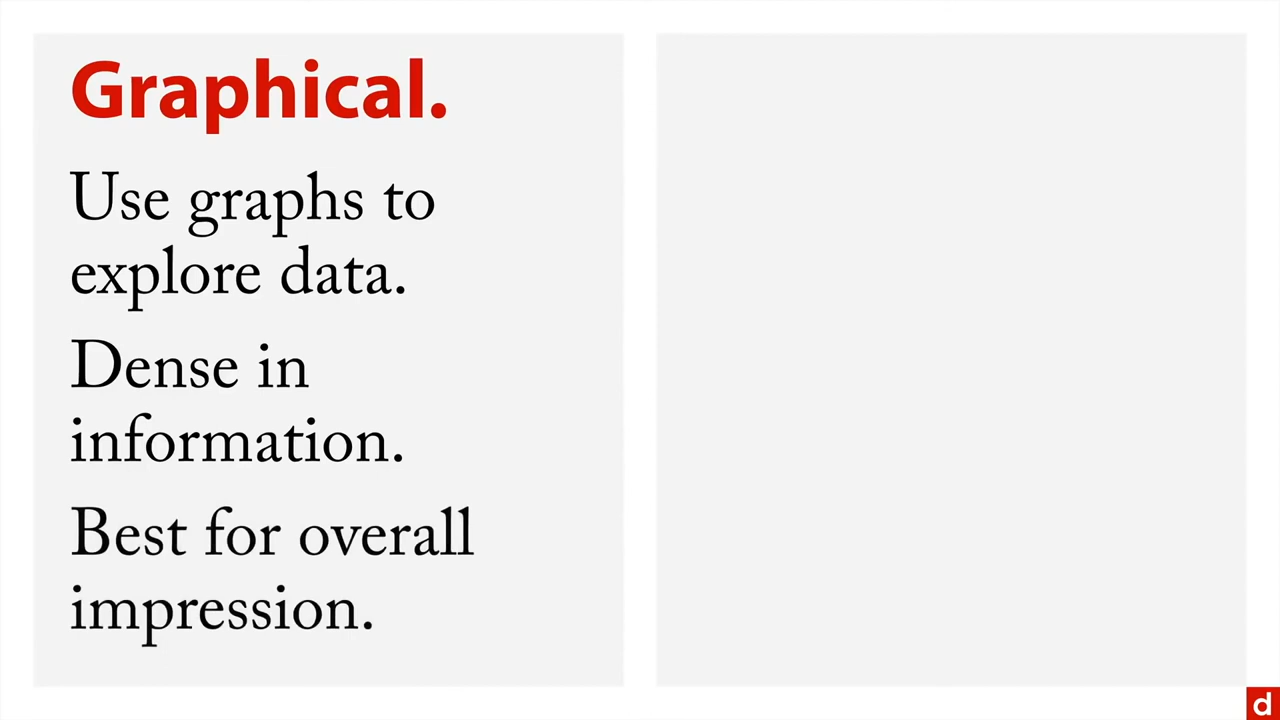 Graphical.
Use graphs to
explore data.
Dense in
information.
Best for overall
impression.
d